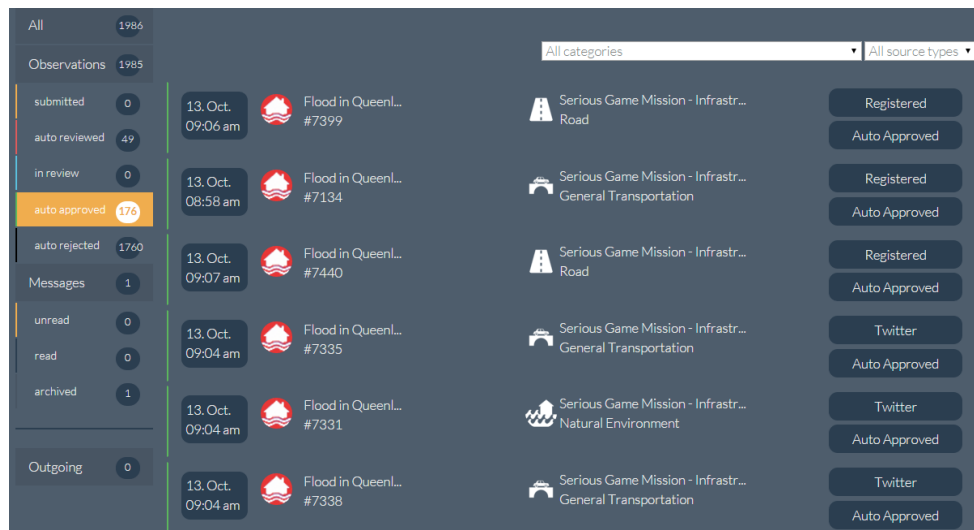 All 1986
Observations 1985
submitted 0
auto reviewed 49
in review 0
auto approved 176
auto rejected 1760
Messages 1
unread 0
read 0
archived 1
Outgoing 0
All categories All source types
13. Oct. Flood in Queenl... Serious Game Mission - Infrastr... Registered
09:06 am #7399 Road Auto Approved
13. Oct. Flood in Queenl... Serious Game Mission - Infrastr... Registered
08:58 am #7134 General Transportation Auto Approved
13. Oct. Flood in Queenl... Serious Game Mission - Infrastr... Registered
09:07 am #7440 Road Auto Approved
13. Oct. Flood in Queenl... Serious Game Mission - Infrastr... Twitter
09:04 am #7335 General Transportation Auto Approved
13. Oct. Flood in Queenl... Serious Game Mission - Infrastr... Twitter
09:04 am #7331 Natural Environment Auto Approved
13. Oct. Flood in Queenl... Serious Game Mission - Infrastr... Twitter
09:04 am #7338 General Transportation Auto Approved